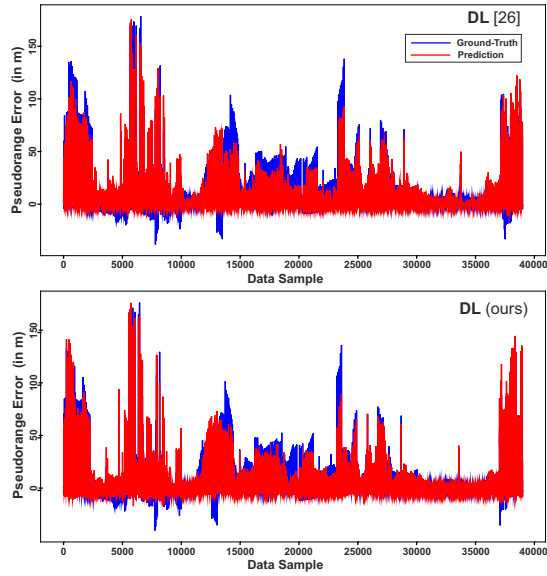 DL [26]
Ground-Truth
Prediction
Pseudorange Error (in m)
150
100
50
0
0 5000 10000 15000 20000 25000 30000 35000 40000
Data Sample
DL (ours)
Pseudorange Error (in m)
150
100
50
0
0 5000 10000 15000 20000 25000 30000 35000 40000
Data Sample